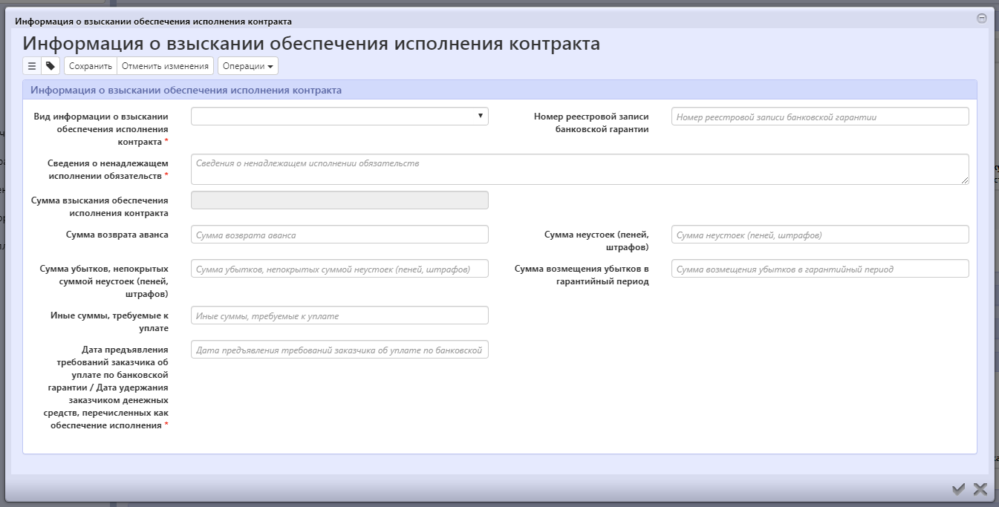 Информация о взыскании обеспечения исполнения контракта
Информация о взыскании обеспечения исполнения контракта
Сохранить Отменить изменения Операции
Информация о взыскании обеспечения исполнения контракта
Вид информации о взыскании
обеспечения исполнения
контракта *
Номер реестровой записи
банковской гарантии
Номер реестровой записи банковской гарантии
Сведения о ненадлежащем
исполнении обязательств *
Сведения о ненадлежащем исполнении обязательств
Сумма взыскания обеспечения
исполнения контракта
Сумма возврата аванса
Сумма возврата аванса
Сумма неустоек (пеней,
штрафов)
Сумма неустоек (пеней, штрафов)
Сумма убытков, непокрытых
суммой неустоек (пеней,
штрафов)
Сумма убытков, непокрытых суммой неустоек (пеней, штрафов)
Сумма возмещения убытков в
гарантийный период
Сумма возмещения убытков в гарантийный период
Иные суммы, требуемые к
уплате
Иные суммы, требуемые к уплате
Дата предъявления
требований заказчика об
уплате по банковской
гарантии / Дата удержания
заказчиком денежных
средств, перечисленных как
обеспечение исполнения *
Дата предъявления требований заказчика об уплате по банковской